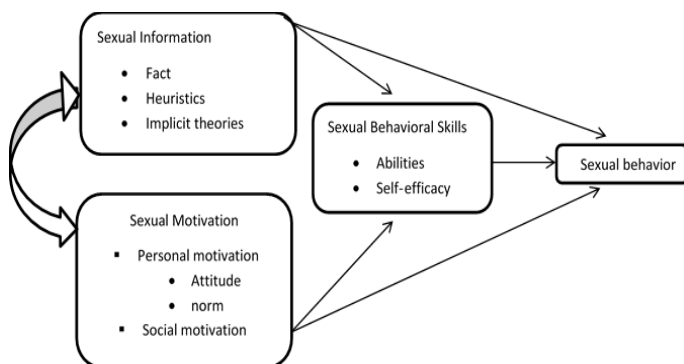 Sexual Information
• Fact
• Heuristics
• Implicit theories
Sexual Behavioral Skills
• Abilities
• Self-efficacy
Sexual behavior
Sexual Motivation
▪ Personal motivation
• Attitude
• norm
▪ Social motivation